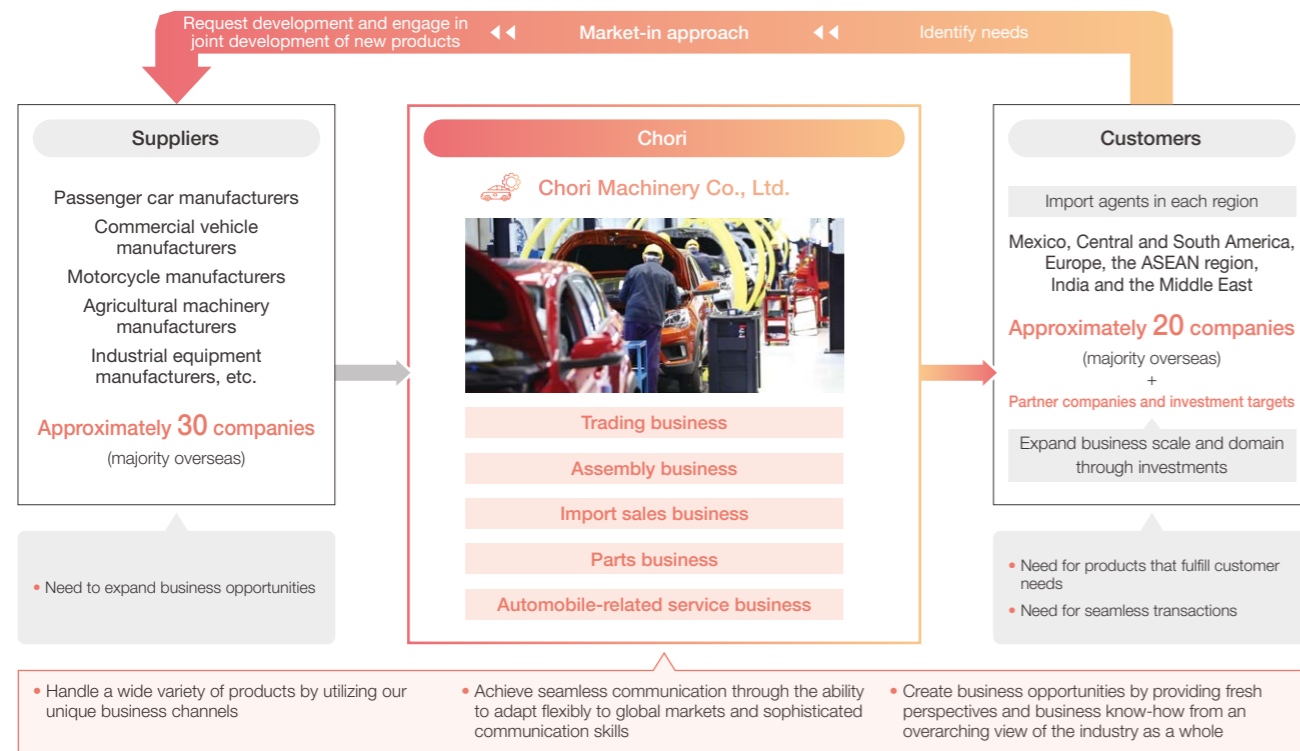 Request development and engage in
joint development of new products
Market-in approach
Identify needs
Suppliers
Passenger car manufacturers
Commercial vehicle
manufacturers
Motorcycle manufacturers
Agricultural machinery
manufacturers
Industrial equipment
manufacturers, etc.
Approximately 30 companies
(majority overseas)
• Need to expand business opportunities
Chori
Chori Machinery Co., Ltd.
Trading business
Assembly business
Import sales business
Parts business
Automobile-related service business
Customers
Import agents in each region
Mexico, Central and South America,
Europe, the ASEAN region,
India and the Middle East
Approximately 20 companies
(majority overseas)
+
Partner companies and investment targets
Expand business scale and domain
through investments
• Need for products that fulfill customer
needs
• Need for seamless transactions
• Handle a wide variety of products by utilizing our
unique business channels
• Achieve seamless communication through the ability
to adapt flexibly to global markets and sophisticated
communication skills
• Create business opportunities by providing fresh
perspectives and business know-how from an
overarching view of the industry as a whole